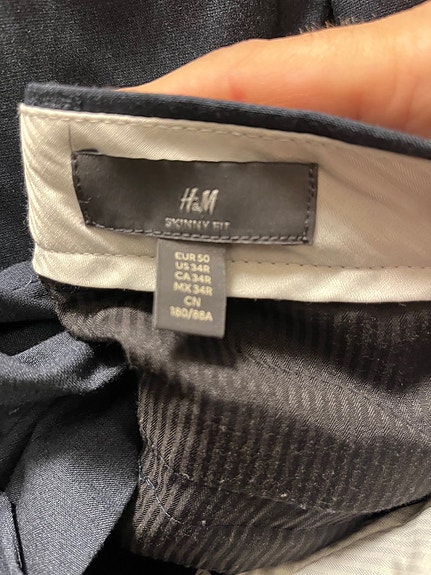 H&M
SKINNY FIT
EUR 50
US 34R
CA 34R
MX 34R
CN
180/88A